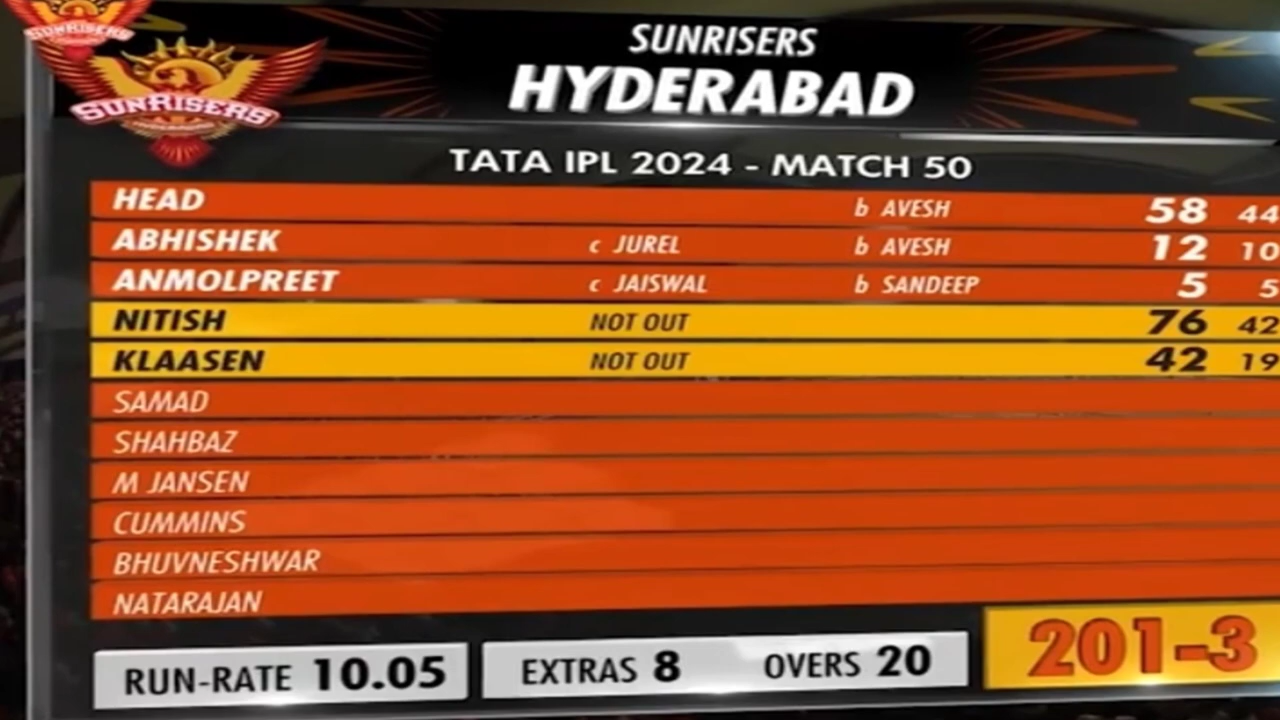 SUNRISERS
SUNRISERS
SUNRISERS
HYDERABAD
TATA IPL 2024 - MATCH 50
HEAD b AVESH 58 44
ABHISHEK c JUREL b AVESH 12 10
ANMOLPREET c JAISWAL b SANDEEP 5 5
NITISH NOT OUT 76 42
KLAASEN NOT OUT 42 19
SAMAD
SHAHBAZ
M JANSEN
CUMMINS
BHUVNESHWAR
NATARAJAN
RUN-RATE 10.05 EXTRAS 8 OVERS 20 201-3